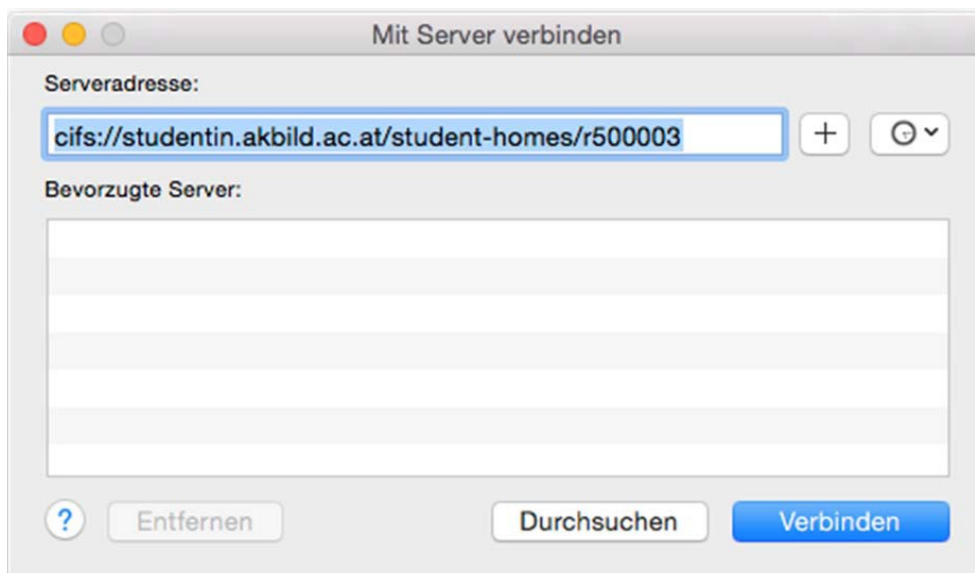 Mit Server verbinden
Serveradresse:
cifs://studentin.akbild.ac.at/student-homes/r500003
Bevorzugte Server:
? Entfernen Durchsuchen Verbinden